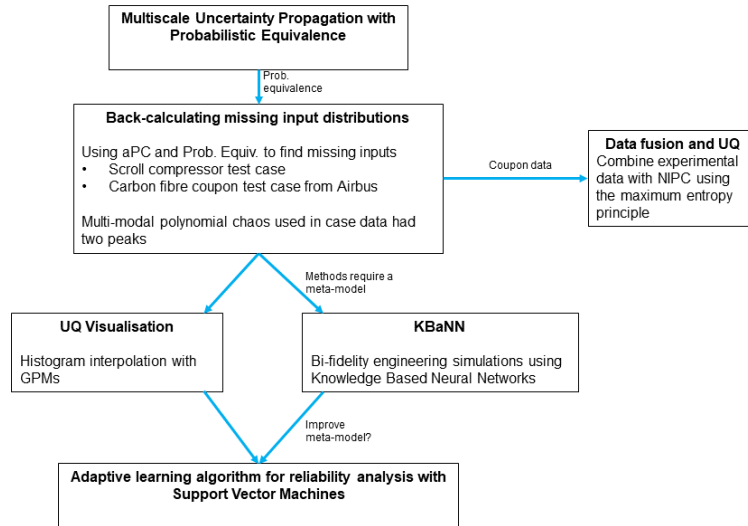 Multiscale Uncertainty Propagation with
Probabilistic Equivalence
Prob.
equivalence
Back-calculating missing input distributions
Using aPC and Prob. Equiv. to find missing inputs
• Scroll compressor test case
• Carbon fibre coupon test case from Airbus
Multi-modal polynomial chaos used in case data had
two peaks
Coupon data
Data fusion and UQ
Combine experimental
data with NIPC using
the maximum entropy
principle
Methods require a
meta-model
UQ Visualisation
Histogram interpolation with
GPMs
KBaNN
Bi-fidelity engineering simulations using
Knowledge Based Neural Networks
Improve
meta-model?
Adaptive learning algorithm for reliability analysis with
Support Vector Machines